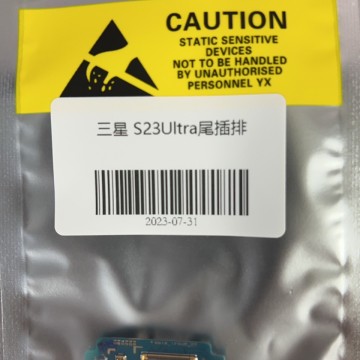 CAUTION
STATIC SENSITIVE
DEVICES
NOT TO BE HANDLED
BY UNAUTHORISED
PERSONNEL YX
三星 S23Ultra尾插排
2023-07-31